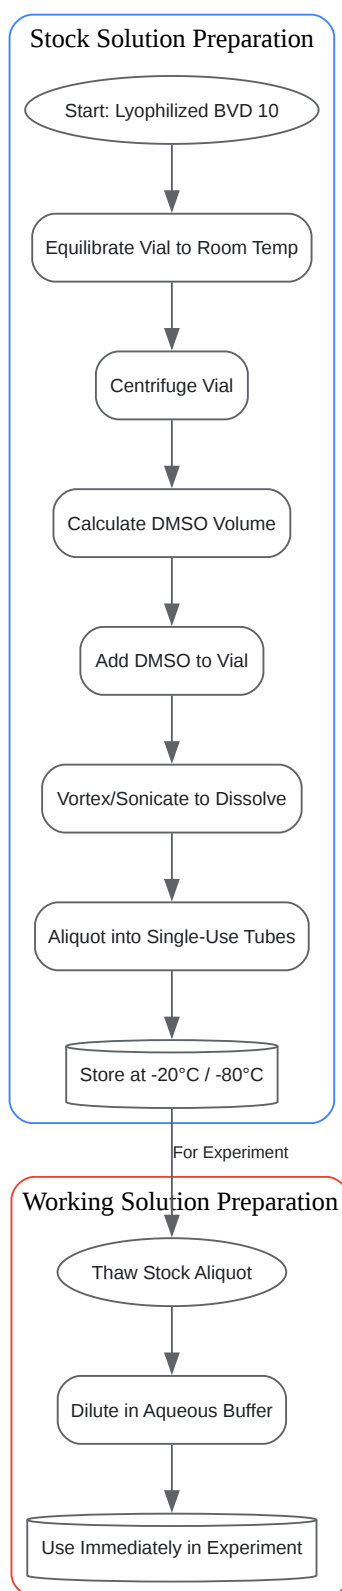 Stock Solution Preparation
Start: Lyophilized BVD 10
Equilibrate Vial to Room Temp
Centrifuge Vial
Calculate DMSO Volume
Add DMSO to Vial
Vortex/Sonicate to Dissolve
Aliquot into Single-Use Tubes
Store at -20°C / -80°C
For Experiment
Working Solution Preparation
Thaw Stock Aliquot
Dilute in Aqueous Buffer
Use Immediately in Experiment